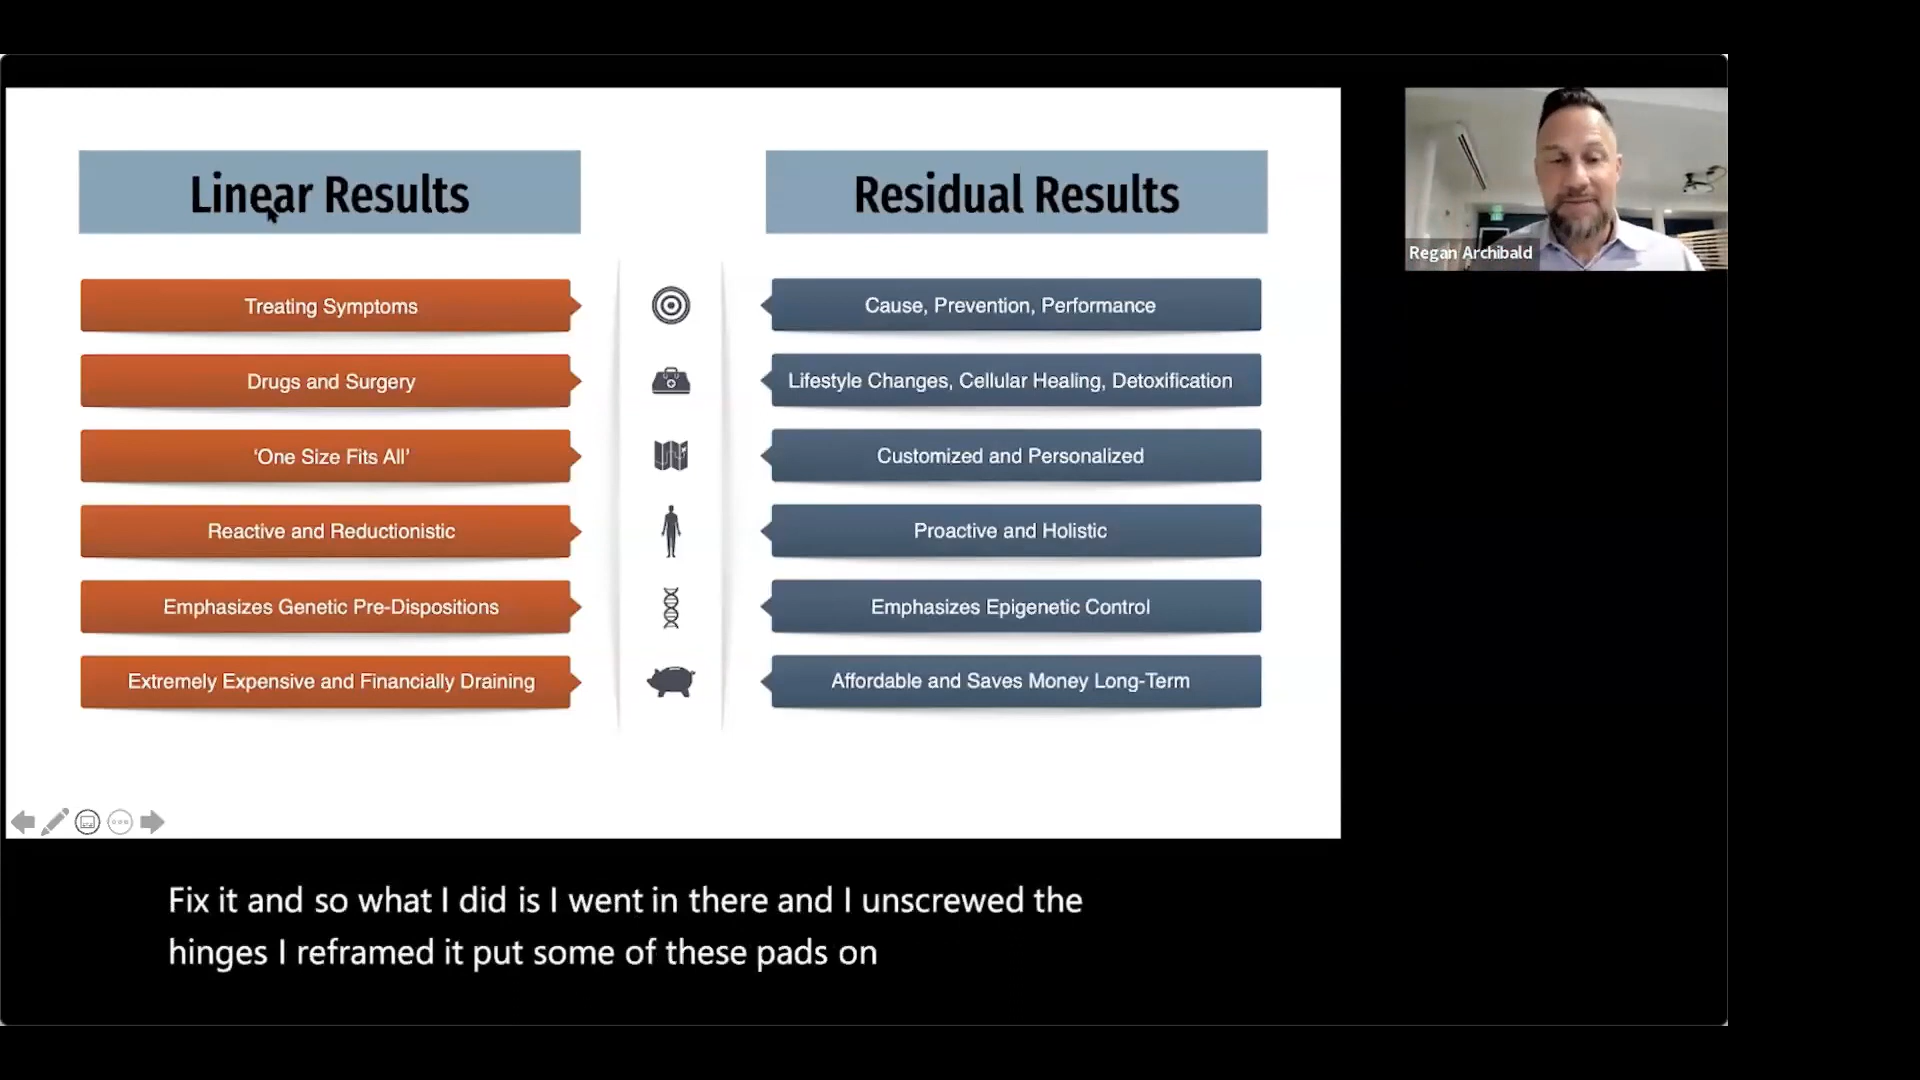 Linear Results
Residual Results
Treating Symptoms
Cause, Prevention, Performance
Drugs and Surgery
Lifestyle Changes, Cellular Healing, Detoxification
‘One Size Fits All’
Customized and Personalized
Reactive and Reductionistic
Proactive and Holistic
Emphasizes Genetic Pre-Dispositions
Emphasizes Epigenetic Control
Extremely Expensive and Financially Draining
Affordable and Saves Money Long-Term
Regan Archibald
Fix it and so what I did is I went in there and I unscrewed the
hinges I reframed it put some of these pads on